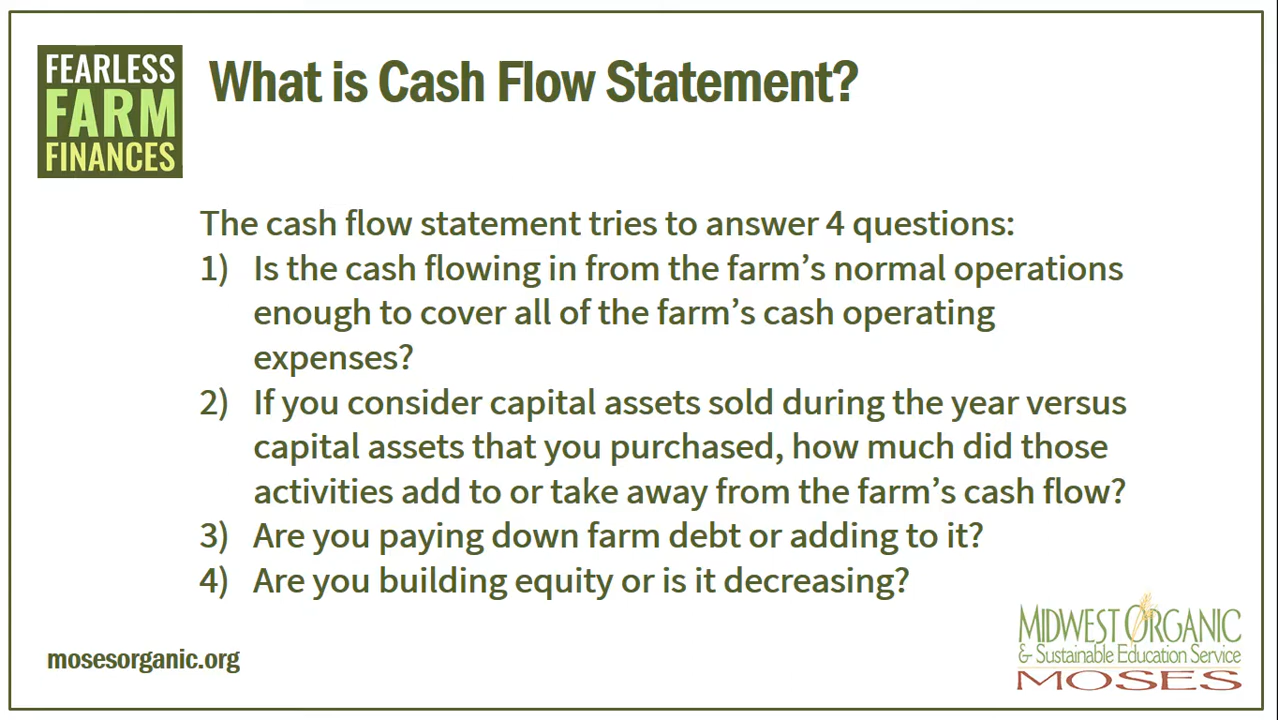 FEARLESS
FARM
FINANCES
What is Cash Flow Statement?
The cash flow statement tries to answer 4 questions:
1) Is the cash flowing in from the farm’s normal operations
enough to cover all of the farm’s cash operating
expenses?
2) If you consider capital assets sold during the year versus
capital assets that you purchased, how much did those
activities add to or take away from the farm’s cash flow?
3) Are you paying down farm debt or adding to it?
4) Are you building equity or is it decreasing?
mosesorganic.org
MIDWEST ORGANIC
& Sustainable Education Service
MOSES